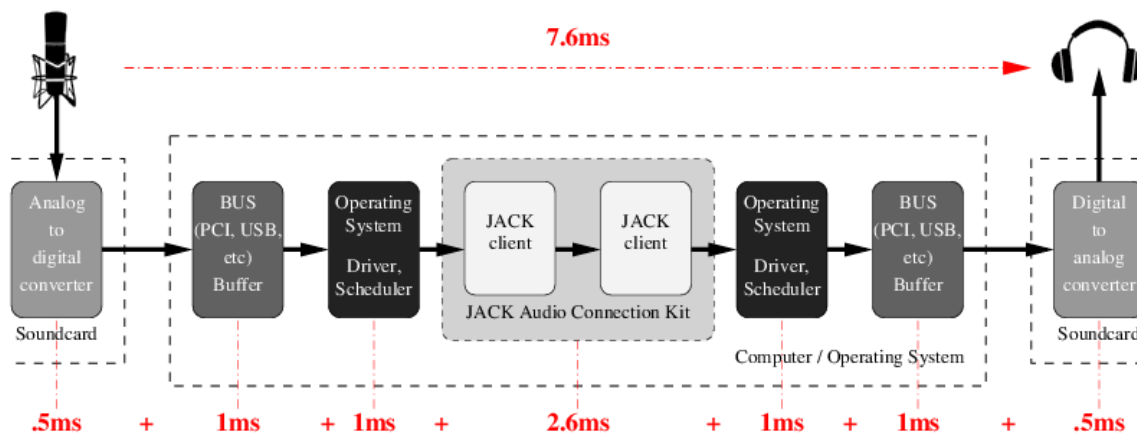 7.6ms
Analog
to
digital
converter
Soundcard
BUS
(PCI, USB,
etc)
Buffer
Operating
System
Driver,
Scheduler
JACK
client
JACK
client
JACK Audio Connection Kit
Operating
System
Driver,
Scheduler
BUS
(PCI, USB,
etc)
Buffer
Computer / Operating System
Digital
to
analog
converter
Soundcard
.5ms + 1ms + 1ms + 2.6ms + 1ms + 1ms + .5ms